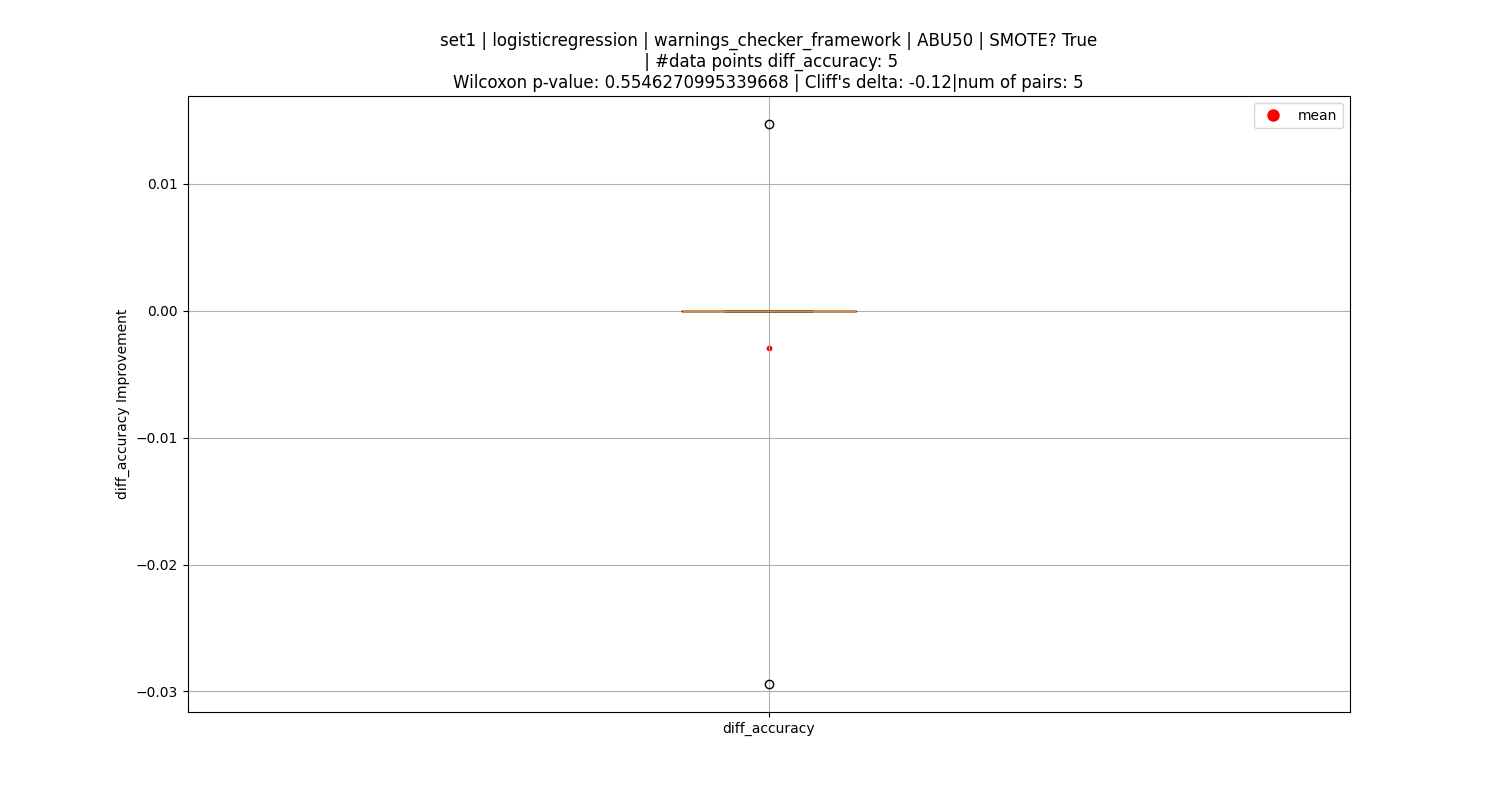 set1 | logisticregression | warnings_checker_framework | ABU50 | SMOTE? True
| #data points diff_accuracy: 5
Wilcoxon p-value: 0.5546270995339668 | Cliff's delta: -0.12|num of pairs: 5
mean
0.01
0.00
−0.01
−0.02
−0.03
diff_accuracy Improvement
diff_accuracy